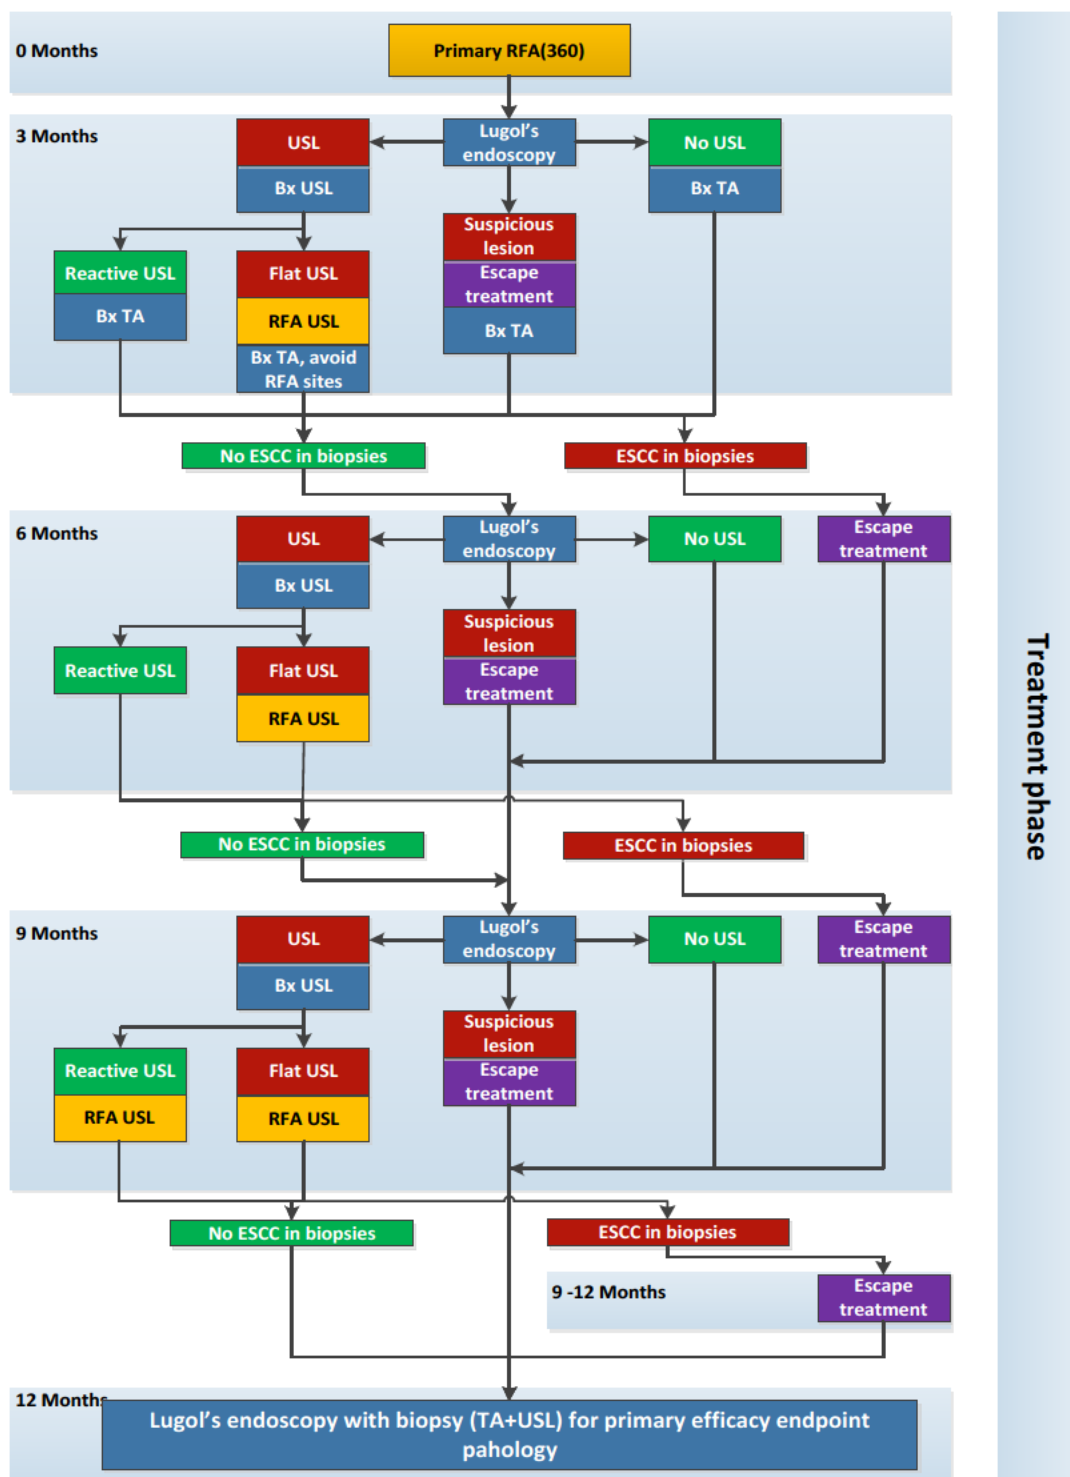 0 Months
Primary RFA(360)
3 Months
USL
Bx USL
Lugol's
endoscopy
No USL
Bx TA
Reactive USL
Bx TA
Flat USL
RFA USL
Bx TA, avoid
RFA sites
Suspicious
lesion
Escape
treatment
Bx TA
No ESCC in biopsies
ESCC in biopsies
6 Months
USL
Bx USL
Lugol's
endoscopy
No USL
Escape
treatment
Reactive USL
Flat USL
RFA USL
Suspicious
lesion
Escape
treatment
No ESCC in biopsies
ESCC in biopsies
9 Months
USL
Bx USL
Lugol's
endoscopy
No USL
Escape
treatment
Reactive USL
RFA USL
Flat USL
RFA USL
Suspicious
lesion
Escape
treatment
No ESCC in biopsies
ESCC in biopsies
9 -12 Months
Escape
treatment
12 Months
Lugol's endoscopy with biopsy (TA+USL) for primary efficacy endpoint
pahology
Treatment phase